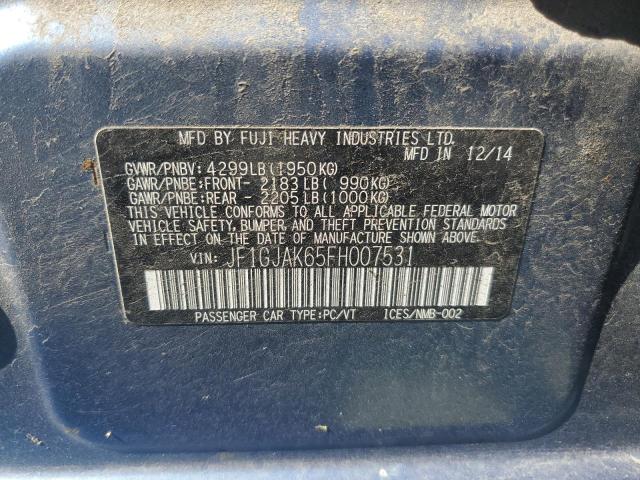 MFD BY FUJI HEAVY INDUSTRIES LTD.
MFD IN 12/14
GVWR/PNBV: 4299LB(1950KG)
GAWR/PNBE:FRONT- 2183LB( 990KG)
GAWR/PNBE:REAR - 2205LB(1000KG)
THIS VEHICLE CONFORMS TO ALL APPLICABLE FEDERAL MOTOR
VEHICLE SAFETY, BUMPER, AND THEFT PREVENTION STANDARDS
IN EFFECT ON THE DATE OF MANUFACTURE SHOWN ABOVE.
VIN: JF1GJAK65FH007531
PASSENGER CAR TYPE:PC/VT ICES/NMB-002